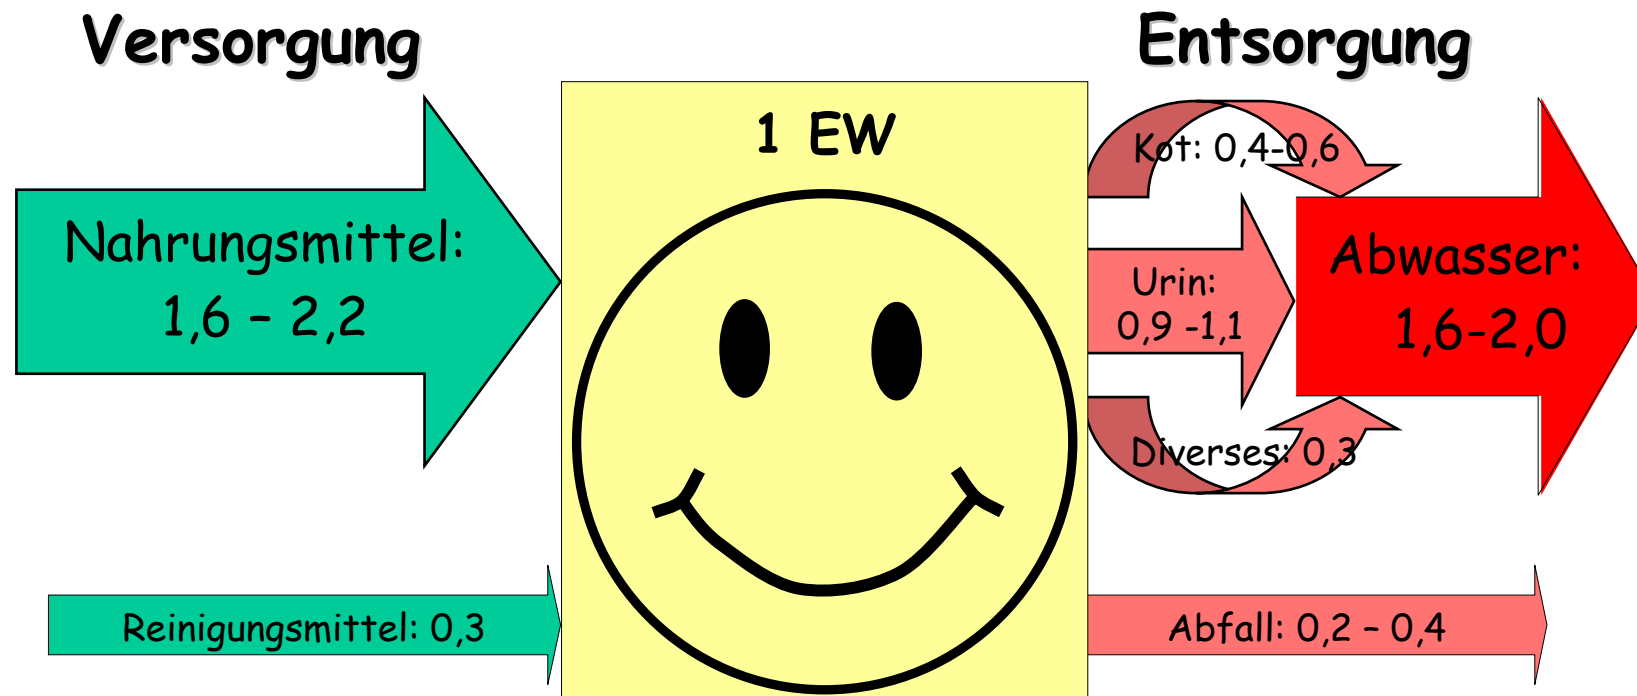 Versorgung
Entsorgung
1 EW
Kot: 0,4-0,6
Nahrungsmittel:
1,6 – 2,2
Urin:
0,9 -1,1
Abwasser:
1,6-2,0
Diverses: 0,3
Reinigungsmittel: 0,3
Abfall: 0,2 – 0,4